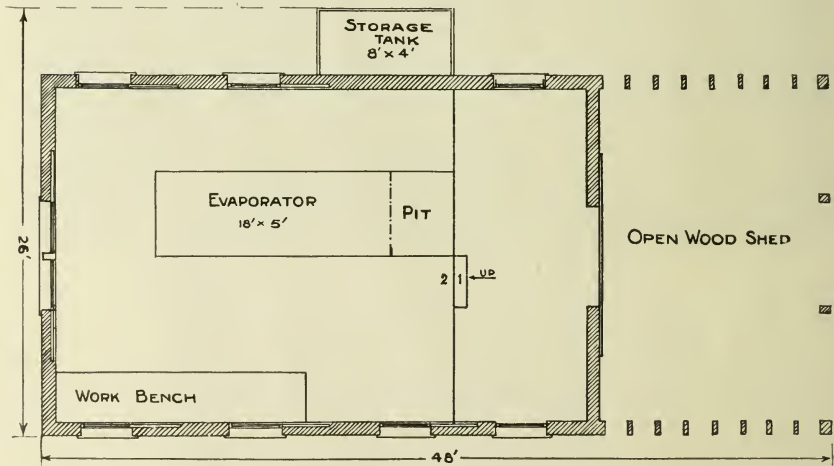 STORAGE
TANK
8' x 4'
EVAPORATOR
18' x 5'
PIT
OPEN WOOD SHED
2 1 UP
26'
WORK BENCH
48'